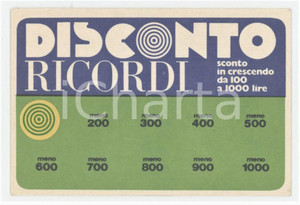 DISCONTO
RICORDI
sconto
in crescendo
da 100
a 1000 lire
iCharta
meno 200 meno 300 meno 400 meno 500
meno 600 meno 700 meno 800 meno 900 meno 1000